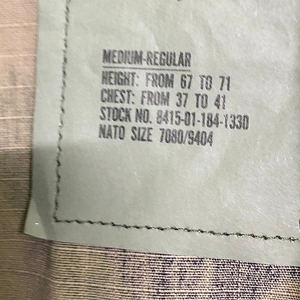 MEDIUM-REGULAR
HEIGHT: FROM 67 TO 71
CHEST: FROM 37 TO 41
STOCK NO. 8415-01-184-1330
NATO SIZE 7080/9404